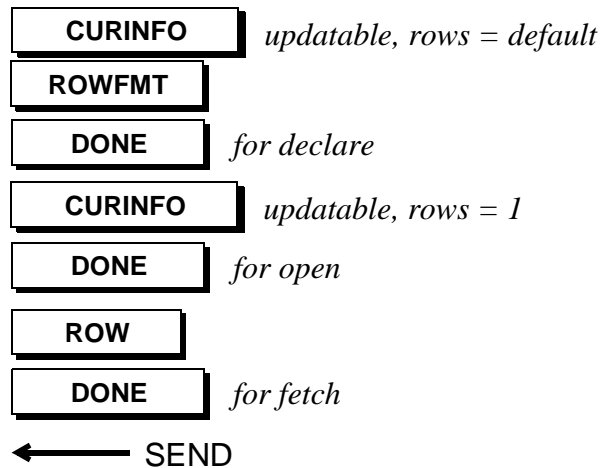 CURINFO updatable, rows = default
ROWFMT
DONE for declare
CURINFO updatable, rows = 1
DONE for open
ROW
DONE for fetch
SEND